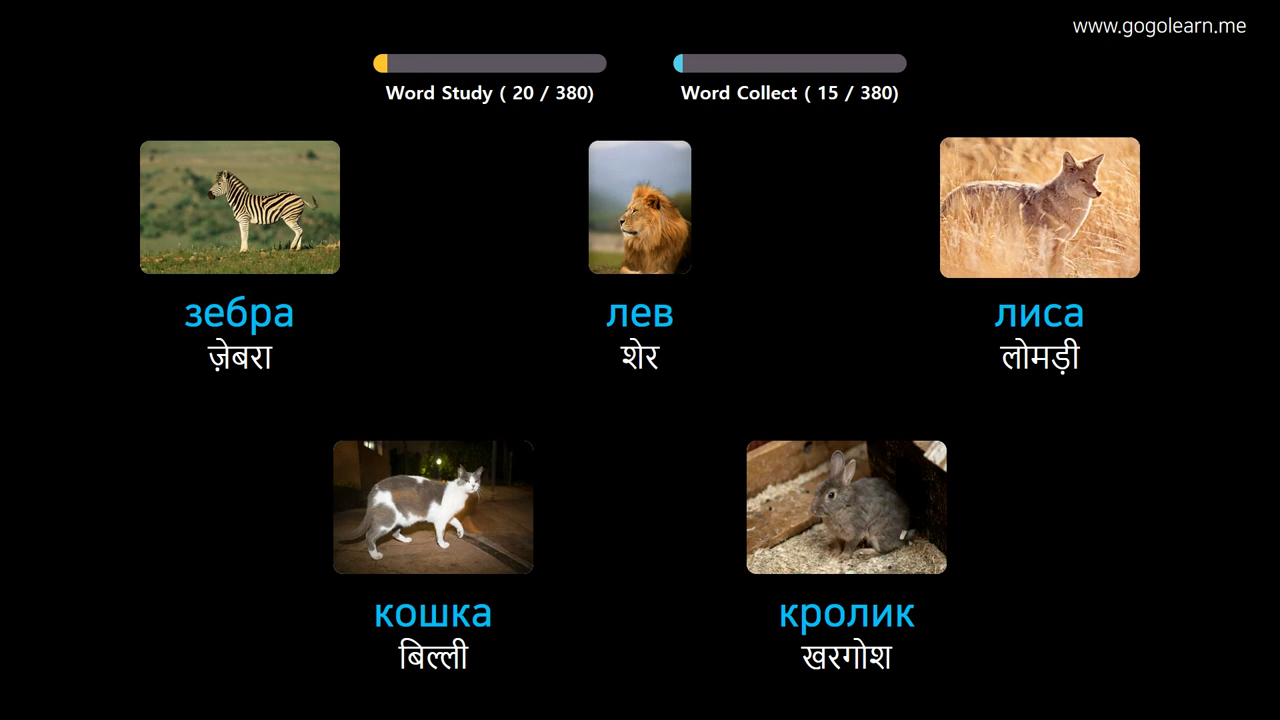 www.gogolearn.me
Word Study ( 20 / 380)
Word Collect ( 15 / 380)
зебра
ज़ेबरा
лев
शेर
лиса
लोमड़ी
кошка
बिल्ली
кролик
खरगोश